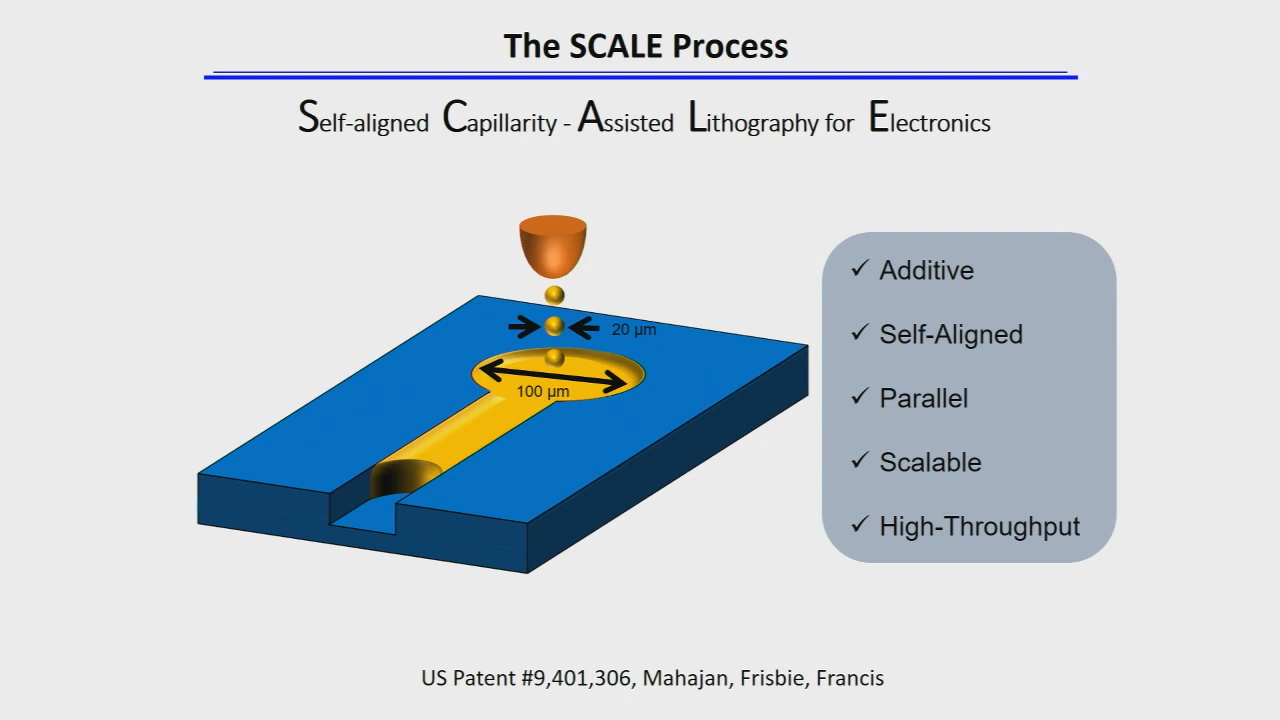 The SCALE Process
Self-aligned Capillarity - Assisted Lithography for Electronics
20 µm
100 µm
✓ Additive
✓ Self-Aligned
✓ Parallel
✓ Scalable
✓ High-Throughput
US Patent #9,401,306, Mahajan, Frisbie, Francis